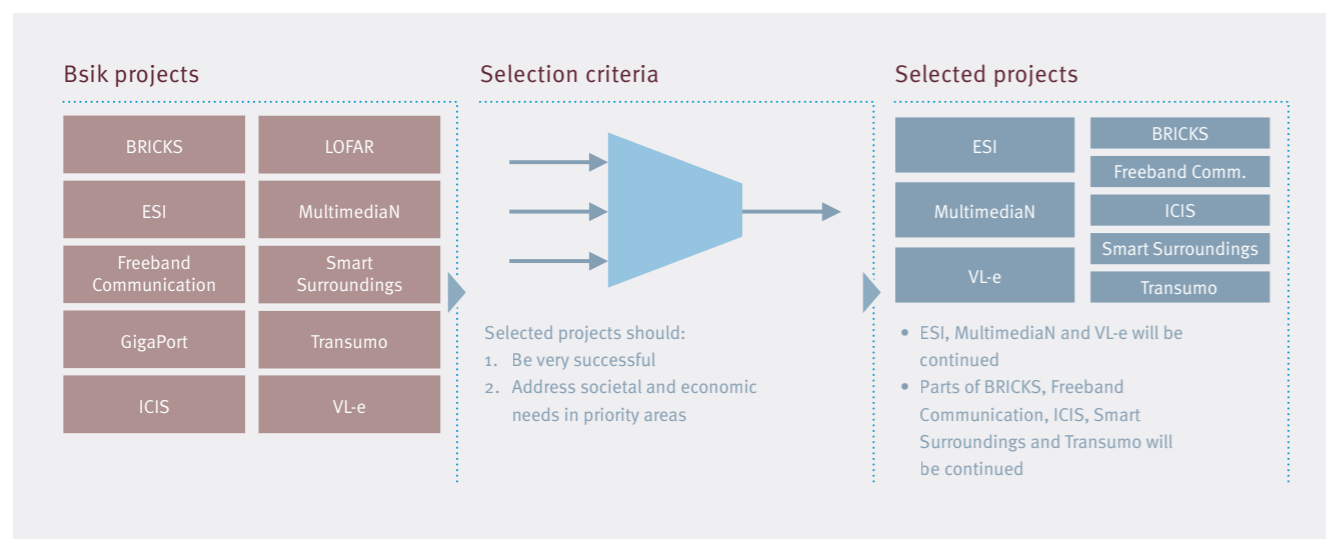 Bsik projects
BRICKS
LOFAR
ESI
MultimediaN
Freeband
Communication
Smart
Surroundings
GigaPort
Transumo
ICIS
VL-e
Selection criteria
Selected projects should:
1. Be very successful
2. Address societal and economic
needs in priority areas
Selected projects
ESI
MultimediaN
VL-e
BRICKS
Freeband Comm.
ICIS
Smart Surroundings
Transumo
• ESI, MultimediaN and VL-e will be
continued
• Parts of BRICKS, Freeband
Communication, ICIS, Smart
Surroundings and Transumo will
be continued